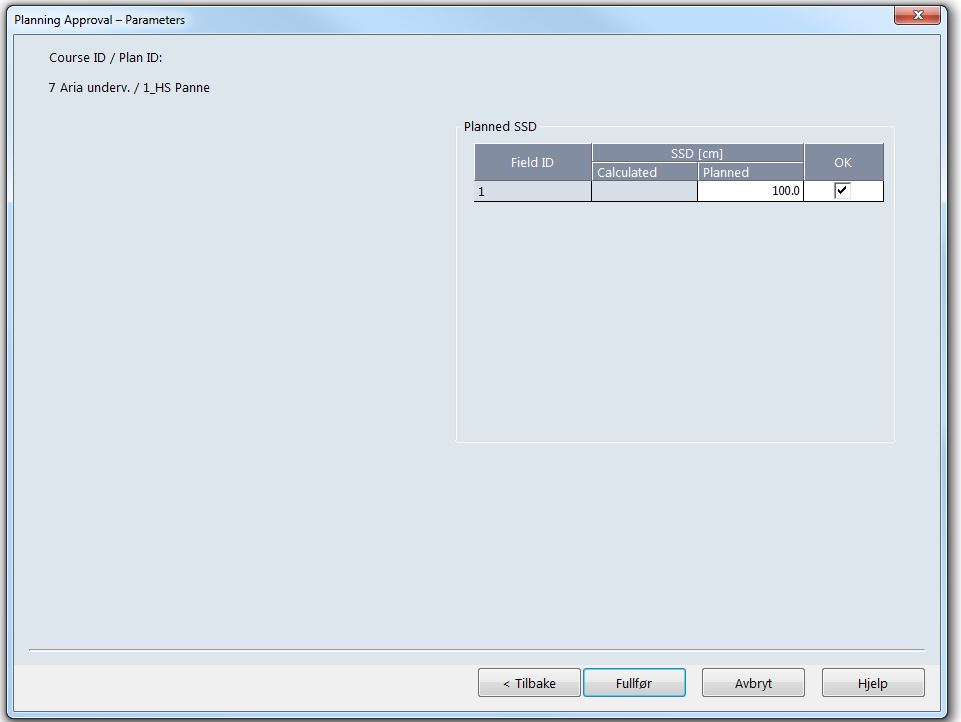 Planning Approval – Parameters
Course ID / Plan ID:
7 Aria underv. / 1_HS Panne
Planned SSD
Field ID
SSD [cm]
OK
Calculated
Planned
1
100.0
< Tilbake
Fullfør
Avbryt
Hjelp